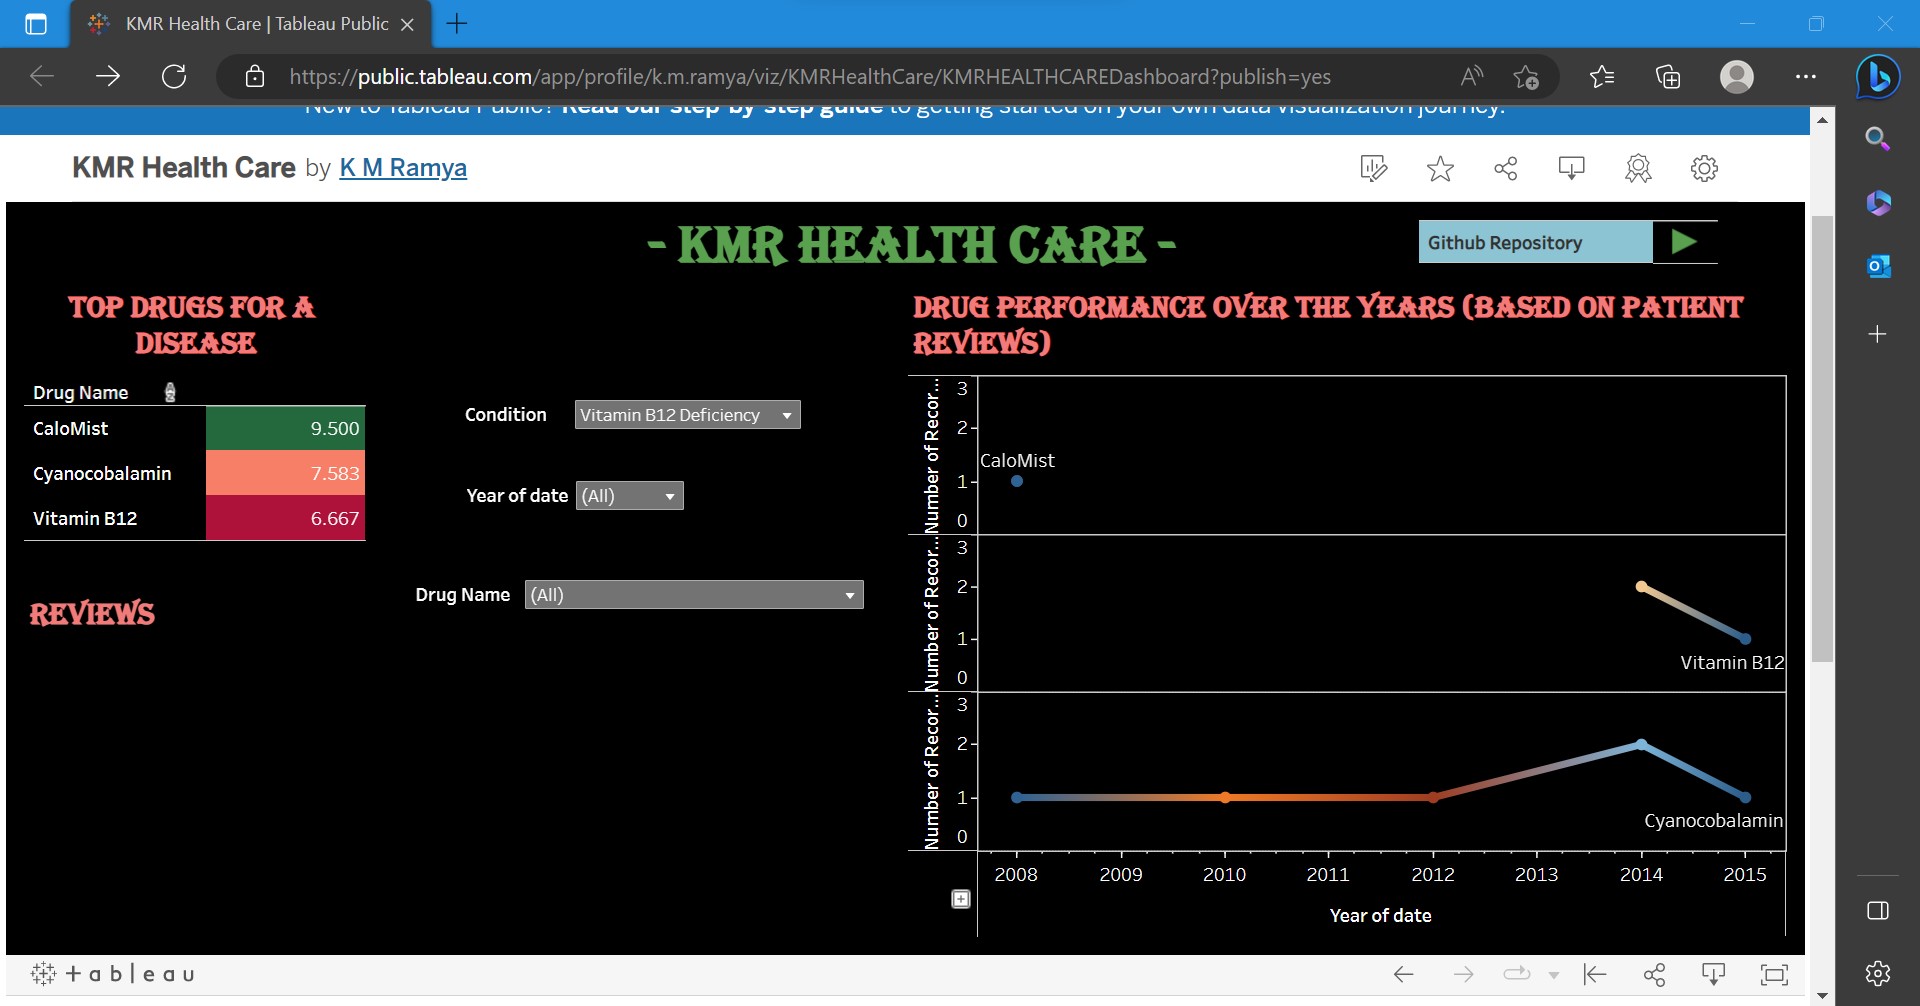 KMR Health Care | Tableau Public
https://public.tableau.com/app/profile/k.m.ramya/viz/KMRHealthCare/KMRHEALTHCAREDashboard?publish=yes
New to Tableau Public? Read our step-by-step guide to getting started on your own data visualization journey.
KMR Health Care by K M Ramya
- KMR HEALTH CARE -
Github Repository
TOP DRUGS FOR A
DISEASE
Drug Name
CaloMist 9.500
Cyanocobalamin 7.583
Vitamin B12 6.667
REVIEWS
Condition Vitamin B12 Deficiency
Year of date (All)
Drug Name (All)
DRUG PERFORMANCE OVER THE YEARS (BASED ON PATIENT
REVIEWS)
Number of Recor...
3
2
1
0
CaloMist
Number of Recor...
3
2
1
0
Vitamin B12
Number of Recor...
3
2
1
0
Cyanocobalamin
2008 2009 2010 2011 2012 2013 2014 2015
Year of date
+ableau